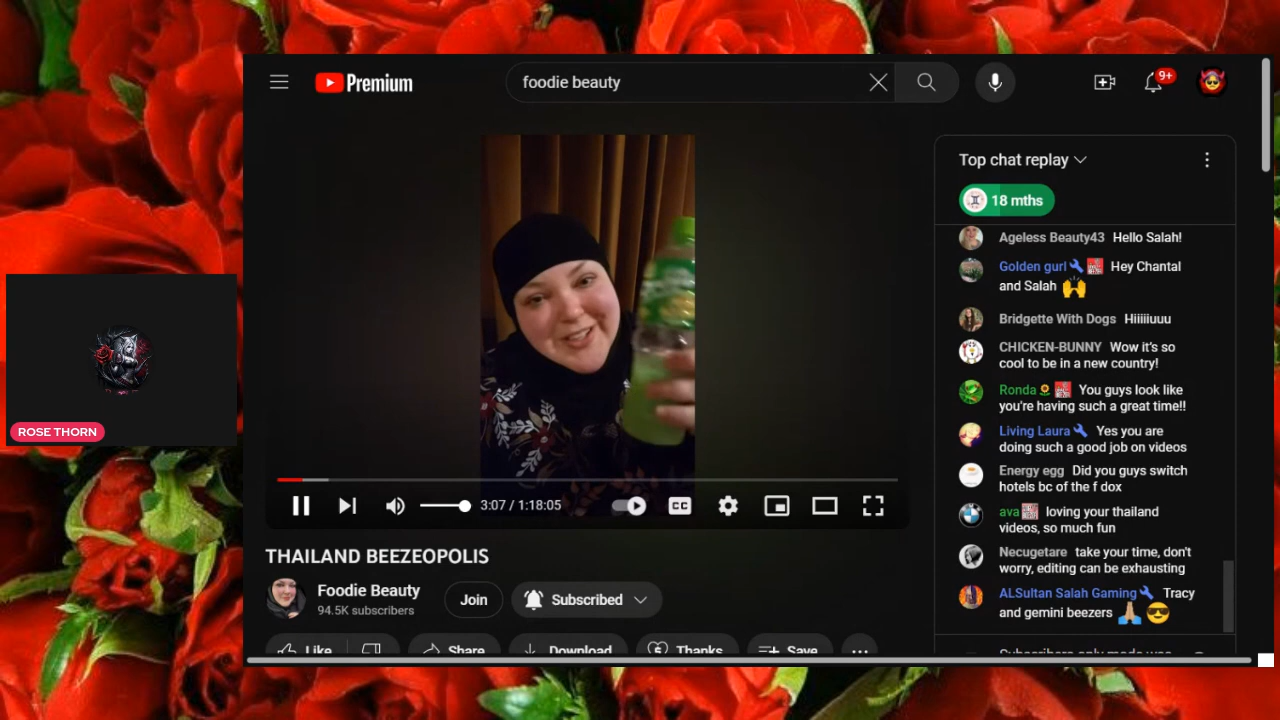 Premium
foodie beauty
9+
Top chat replay
18 mths
Ageless Beauty43 Hello Salah!
Golden gurl Hey Chantal
and Salah
Bridgette With Dogs Hiiiiiuuu
CHICKEN-BUNNY Wow it's so
cool to be in a new country!
Ronda You guys look like
you're having such a great time!!
Living Laura Yes you are
doing such a good job on videos
Energy egg Did you guys switch
hotels bc of the f dox
ava loving your thailand
videos, so much fun
Necugetare take your time, don't
worry, editing can be exhausting
ALSultan Salah Gaming Tracy
and gemini beezers
Subscribers-only mode was
ROSE THORN
3:07 / 1:18:05
CC
THAILAND BEEZEOPOLIS
Foodie Beauty
94.5K subscribers
Join
Subscribed
Like
Share
Download
Thanks
Save